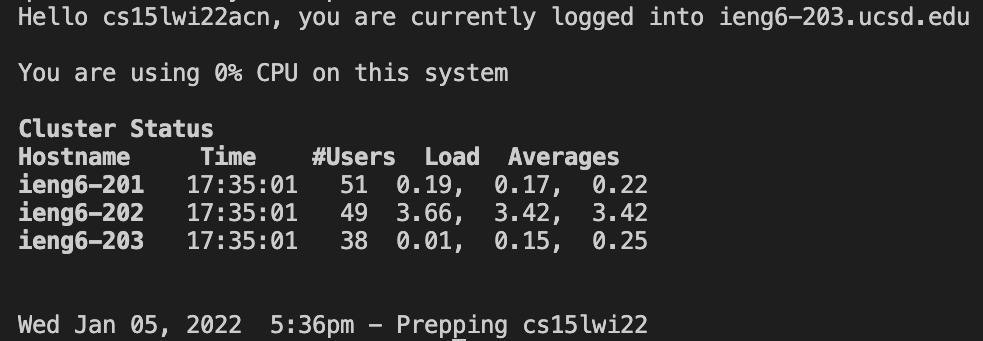 Hello cs15lwi22acn, you are currently logged into ieng6-203.ucsd.edu
You are using 0% CPU on this system
Cluster Status
Hostname     Time    #Users  Load  Averages
ieng6-201   17:35:01   51  0.19,  0.17,  0.22
ieng6-202   17:35:01   49  3.66,  3.42,  3.42
ieng6-203   17:35:01   38  0.01,  0.15,  0.25
Wed Jan 05, 2022  5:36pm - Prepping cs15lwi22